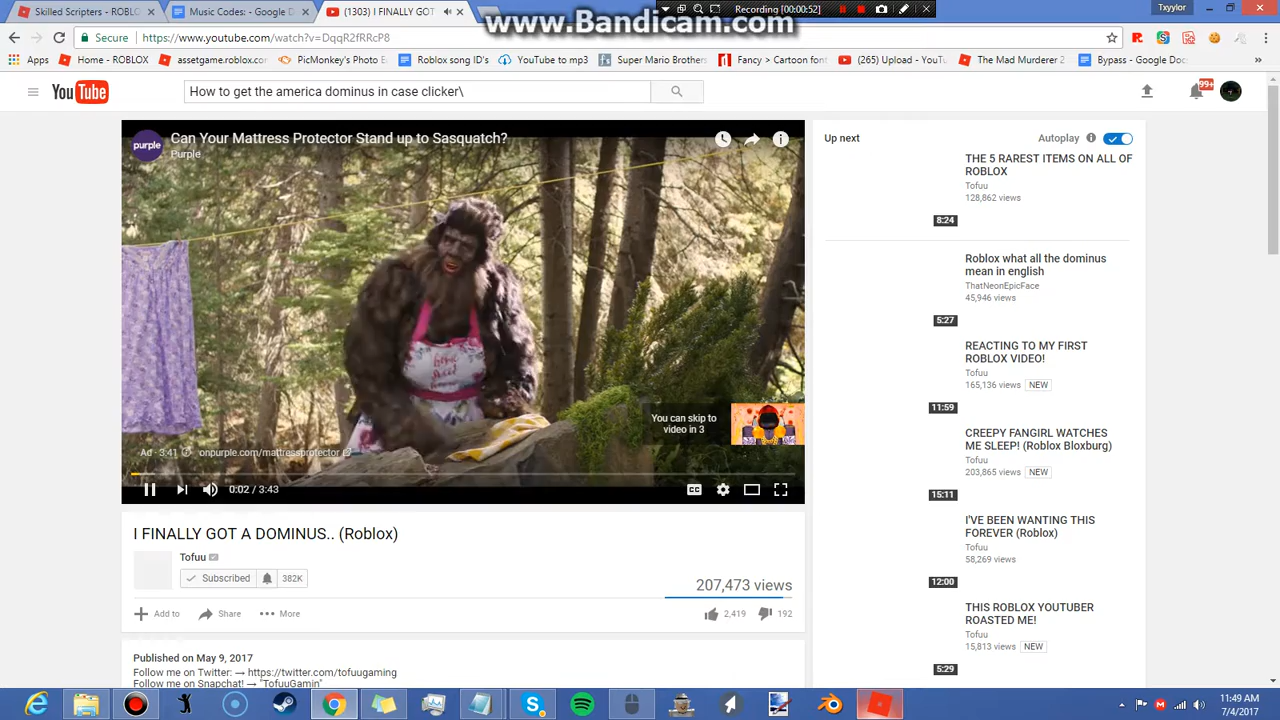 Skilled Scripts - ROBL
Music Codes - Google Docs
(1303) I FINALLY GOT
www.Bandicam.com
Recording [00:00:52]
Txyylor
Secure
https://www.youtube.com/watch?v=DqqR2fRRcP8
Apps
Home - ROBLOX
assetgame.roblox.co
PicMonkey's Photo
Roblox song ID's
YouTube to mp3
Super Mario Brothers
Fancy > Cartoon font
(265) Upload - YouTu
The Mad Murderer 2
Bypass - Google Doc
YouTube
How to get the america dominus in case clicker\
99+
purple
Can Your Mattress Protector Stand up to Sasquatch?
Purple
You can skip to
video in 3
Ad · 3:41
onpurple.com/mattressprotector
0:02 / 3:43
CC
I FINALLY GOT A DOMINUS.. (Roblox)
Tofuu
Subscribed
382K
207,473 views
Add to
Share
More
2,419
192
Published on May 9, 2017
Follow me on Twitter: → https://twitter.com/tofuugaming
Follow me on Snapchat! → "TofuuGamin"
Up next
Autoplay
THE 5 RAREST ITEMS ON ALL OF
ROBLOX
Tofuu
128,862 views
8:24
Roblox what all the dominus
mean in english
ThatNeonEpicFace
45,946 views
5:27
REACTING TO MY FIRST
ROBLOX VIDEO!
Tofuu
165,136 views NEW
11:59
CREEPY FANGIRL WATCHES
ME SLEEP! (Roblox Bloxburg)
Tofuu
203,865 views NEW
15:11
I'VE BEEN WANTING THIS
FOREVER (Roblox)
Tofuu
58,269 views
12:00
THIS ROBLOX YOUTUBER
ROASTED ME!
Tofuu
15,813 views NEW
5:29
11:49 AM
7/4/2017